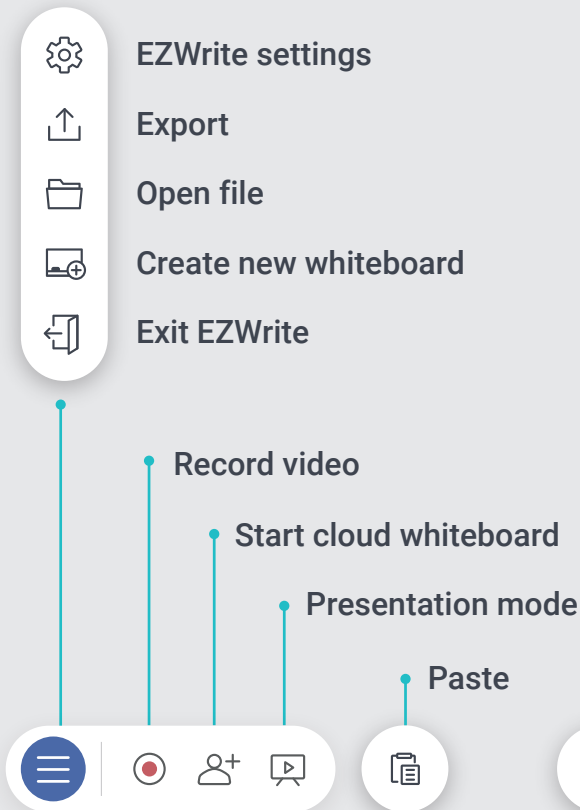 EZWrite settings
Export
Open file
Create new whiteboard
Exit EZWrite
Record video
Start cloud whiteboard
Presentation mode
Paste